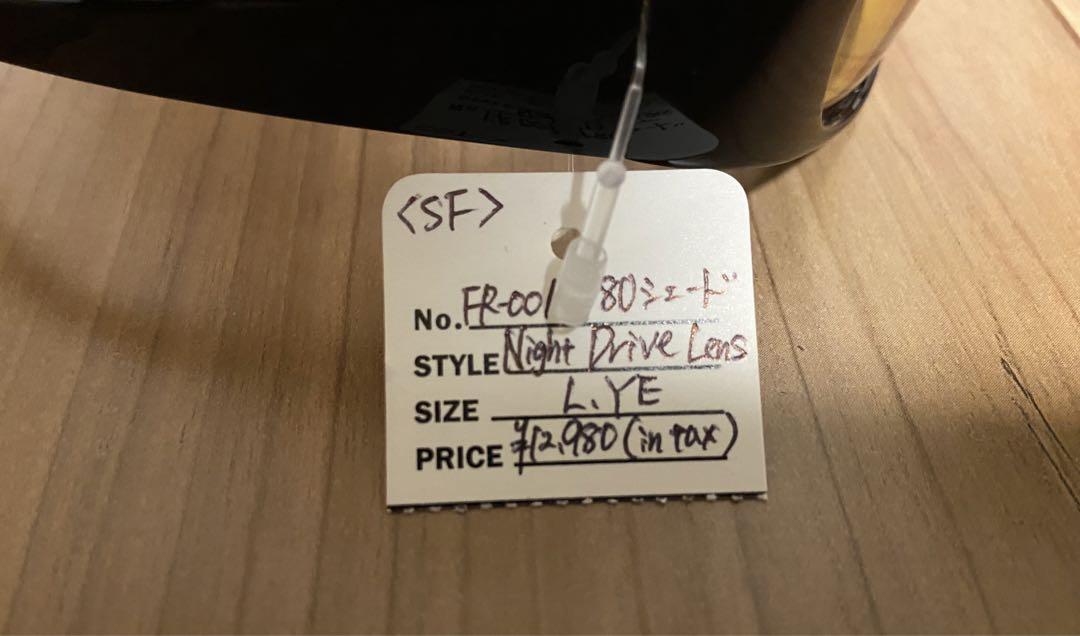 <SF>
No. FR-001 80シェード
STYLE Night Drive Lens
SIZE L.YE
PRICE ¥12,980 (in tax)